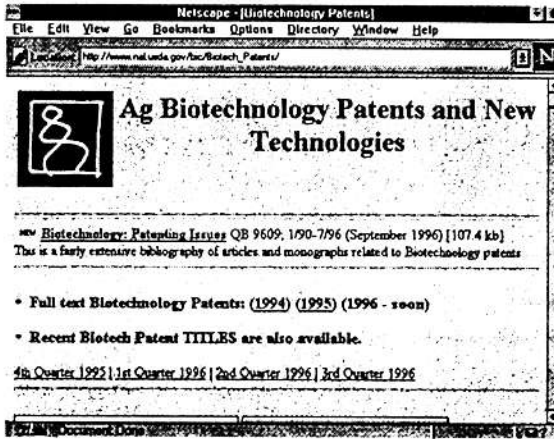 Netscape - [Biotechnology Patents]
File Edit View Go Bookmarks Options Directory Window Help
Location: http://www.nal.usda.gov/bic/Biotech_Patents/
Ag Biotechnology Patents and New
Technologies
NEW Biotechnology: Patenting Issues QB 9609; 1/90-7/96 (September 1996) [107.4 kb]
This is a fairly extensive bibliography of articles and monographs related to Biotechnology patents
• Full text Biotechnology Patents: (1994) (1995) (1996 - soon)
• Recent Biotech Patent TITLES are also available.
4th Quarter 1995 | 1st Quarter 1996 | 2nd Quarter 1996 | 3rd Quarter 1996
Document Done